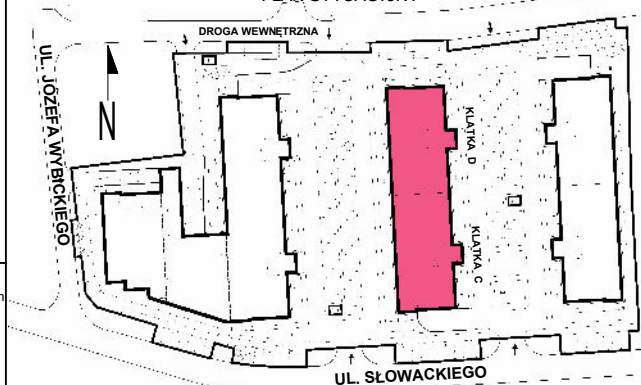 DROGA WEWNĘTRZNA
UL. JÓZEFA WYBICKIEGO
N
KLATKA D
KLATKA C
UL. SŁOWACKIEGO